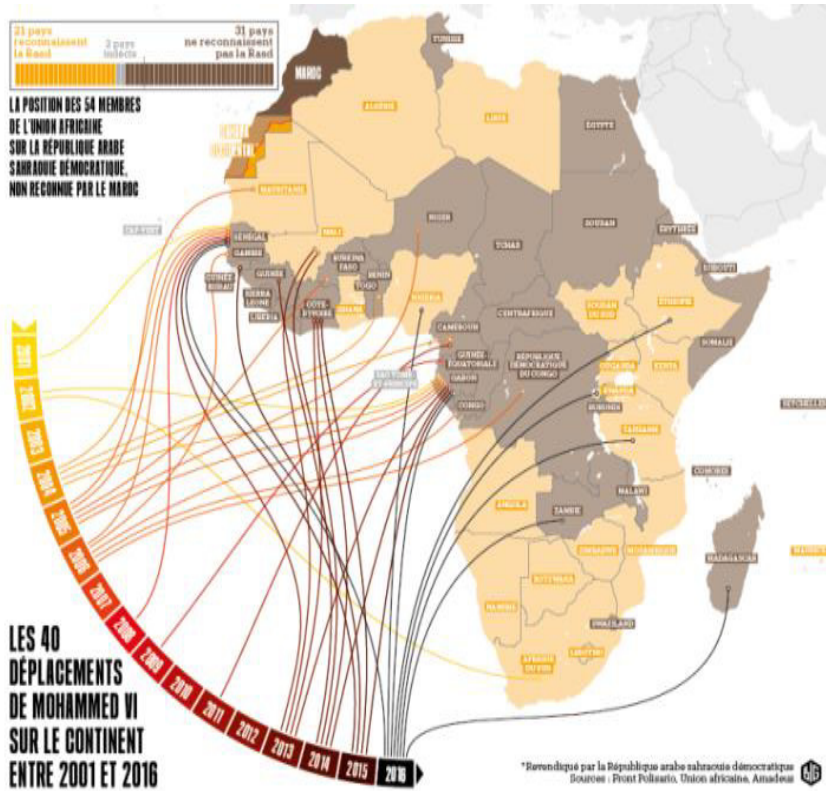 21 pays
reconnaissent
la Rasd
2 pays
indécis
31 pays
ne reconnaissent
pas la Rasd
LA POSITION DES 54 MEMBRES
DE L'UNION AFRICAINE
SUR LA RÉPUBLIQUE ARABE
SAHRAOUIE DÉMOCRATIQUE,
NON RECONNUE PAR LE MAROC
MAROC
TUNISIE
ALGÉRIE
LIBYE
ÉGYPTE
MAURITANIE
CAP-VERT
SÉNÉGAL
GAMBIE
GUINÉE-
BISSAU
GUINÉE
SIERRA
LEONE
LIBERIA
MALI
BURKINA
FASO
CÔTE-
D'IVOIRE
GHANA
TOGO
BENIN
NIGER
NIGERIA
TCHAD
SOUDAN
ÉRYTHRÉE
DJIBOUTI
ÉTHIOPIE
SOMALIE
SOUDAN
DU SUD
CENTRAFRIQUE
CAMEROUN
GUINÉE-
ÉQUATORIALE
SAO TOMÉ
ET-PRINCIPE
GABON
CONGO
RÉPUBLIQUE
DÉMOCRATIQUE
DU CONGO
OUGANDA
KENYA
RWANDA
BURUNDI
TANZANIE
SEYCHELLES
COMORES
ANGOLA
ZAMBIE
MALAWI
MOZAMBIQUE
ZIMBABWE
MADAGASCAR
NAMIBIE
BOTSWANA
SWAZILAND
LESOTHO
AFRIQUE
DU SUD
2001
2002
2003
2004
2005
2006
2007
2008
2009
2010
2011
2012
2013
2014
2015
2016
LES 40
DÉPLACEMENTS
DE MOHAMMED VI
SUR LE CONTINENT
ENTRE 2001 ET 2016
*Revendiqué par la République arabe sahraouie démocratique
Sources : Front Polisario, Union africaine, Amadeus